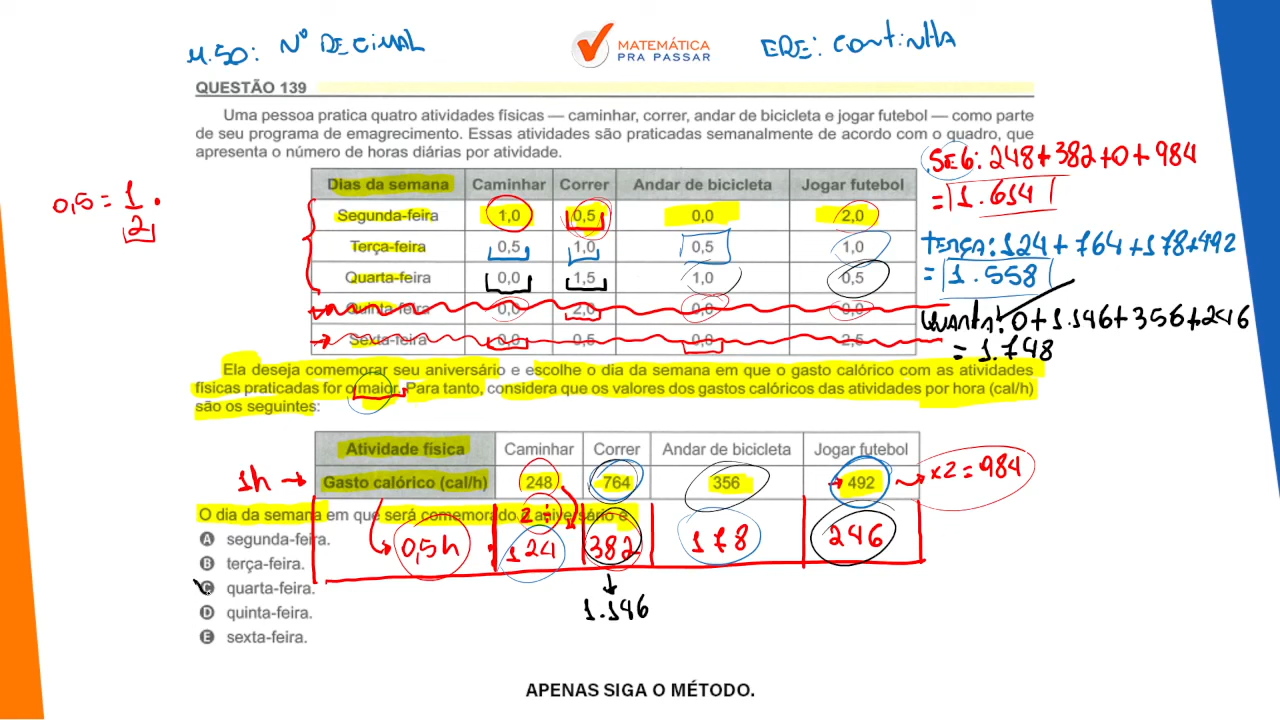 M.50: Nº DECIMAL
MATEMÁTICA
PRA PASSAR
ERE: CONTINHA
QUESTÃO 139
Uma pessoa pratica quatro atividades físicas — caminhar, correr, andar de bicicleta e jogar futebol — como parte
de seu programa de emagrecimento. Essas atividades são praticadas semanalmente de acordo com o quadro, que
apresenta o número de horas diárias por atividade.
Dias da semana Caminhar Correr Andar de bicicleta Jogar futebol
Segunda-feira 1,0 0,5 0,0 2,0
Terça-feira 0,5 1,0 0,5 1,0
Quarta-feira 0,0 1,5 1,0 0,5
Quinta-feira 0,0 2,0 0,0 0,0
Sexta-feira 0,0 0,5 0,0 2,5
0,5 = 1/2
SEG: 248+382+0+984
= 1.614
TERÇA: 124+764+178+492
= 1.558
QUARTA: 0+1.146+356+246
= 1.748
Ela deseja comemorar seu aniversário e escolhe o dia da semana em que o gasto calórico com as atividades
físicas praticadas for o maior. Para tanto, considera que os valores dos gastos calóricos das atividades por hora (cal/h)
são os seguintes:
Atividade física Caminhar Correr Andar de bicicleta Jogar futebol
1h → Gasto calórico (cal/h) 248 764 356 492 → x2=984
O dia da semana em que será comemorado o aniversário é
2 ÷
0,5h 124 382 178 246
1.146
A segunda-feira.
B terça-feira.
C quarta-feira.
D quinta-feira.
E sexta-feira.
APENAS SIGA O MÉTODO.